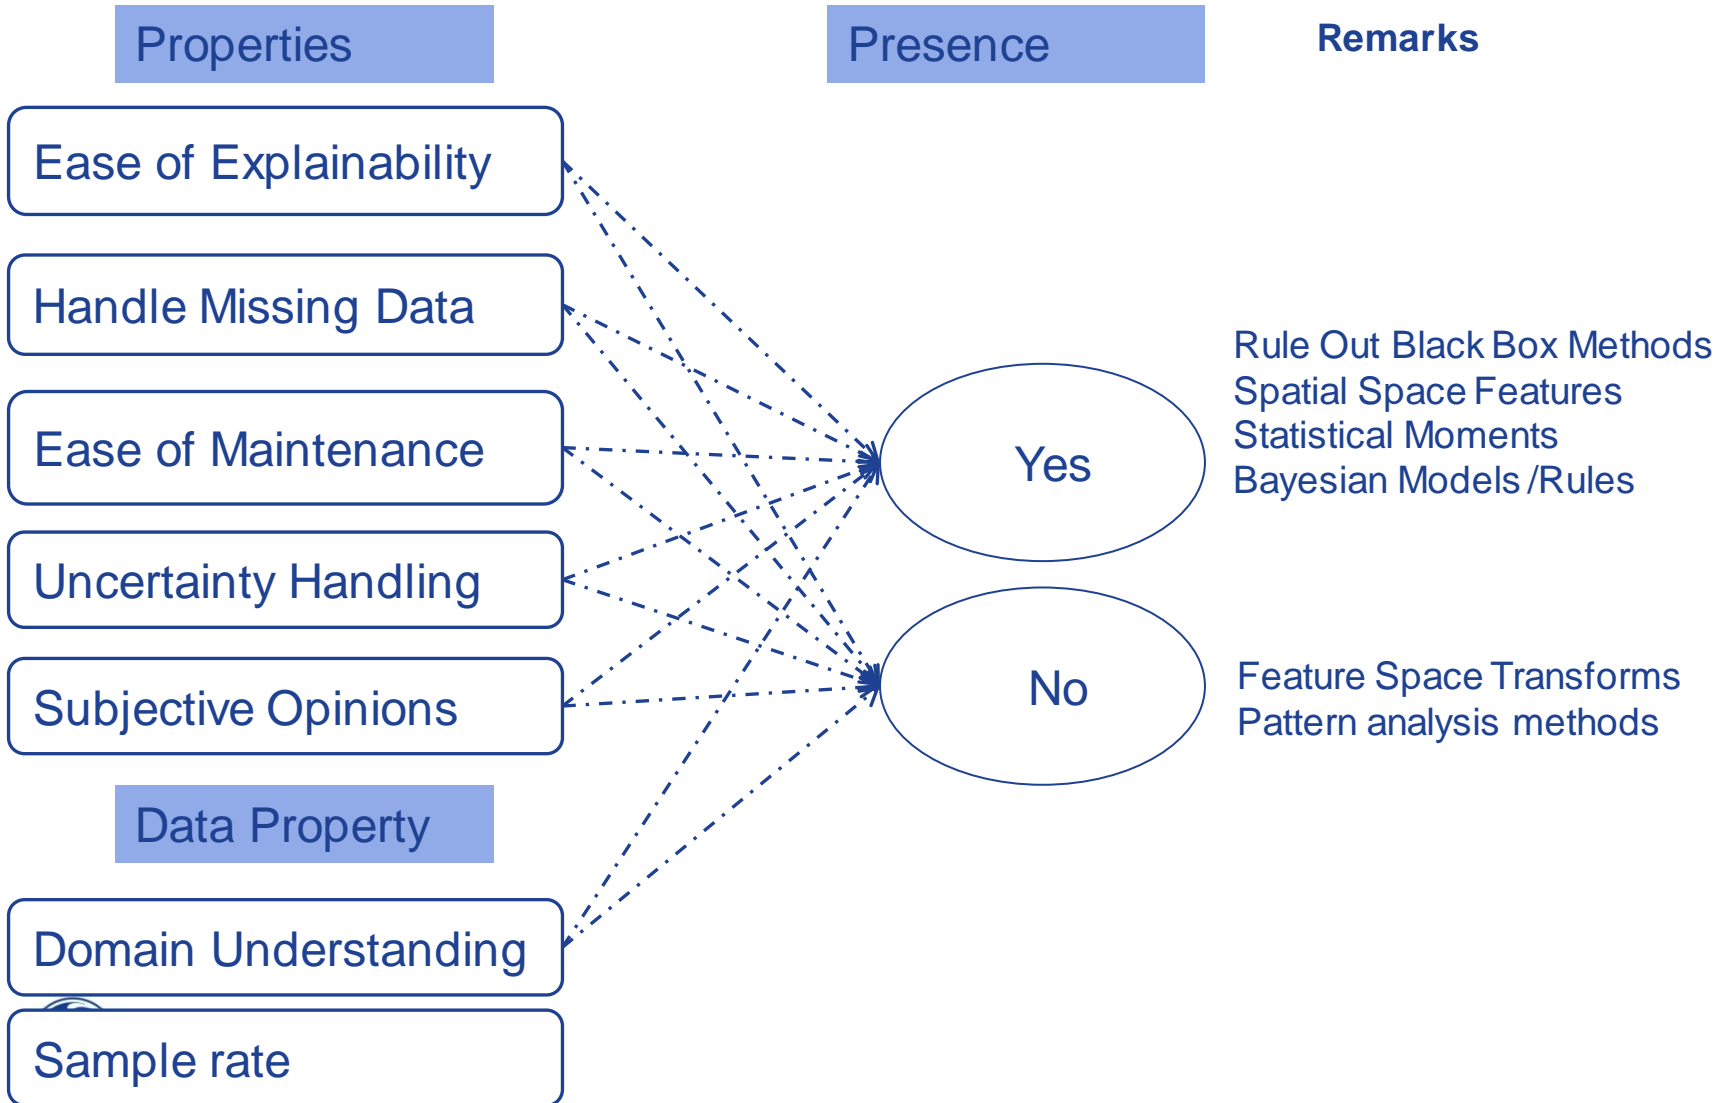 Properties
Presence
Remarks
Ease of Explainability
Handle Missing Data
Ease of Maintenance
Uncertainty Handling
Subjective Opinions
Data Property
Domain Understanding
Sample rate
Yes
No
Rule Out Black Box Methods
Spatial Space Features
Statistical Moments
Bayesian Models /Rules
Feature Space Transforms
Pattern analysis methods